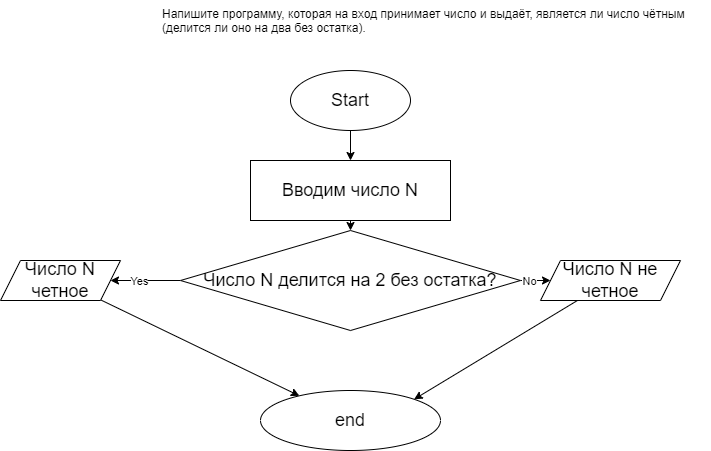 Напишите программу, которая на вход принимает число и выдаёт, является ли число чётным
(делится ли оно на два без остатка).
Start
Вводим число N
Число N
четное
Yes
Число N делится на 2 без остатка?
No
Число N не
четное
end